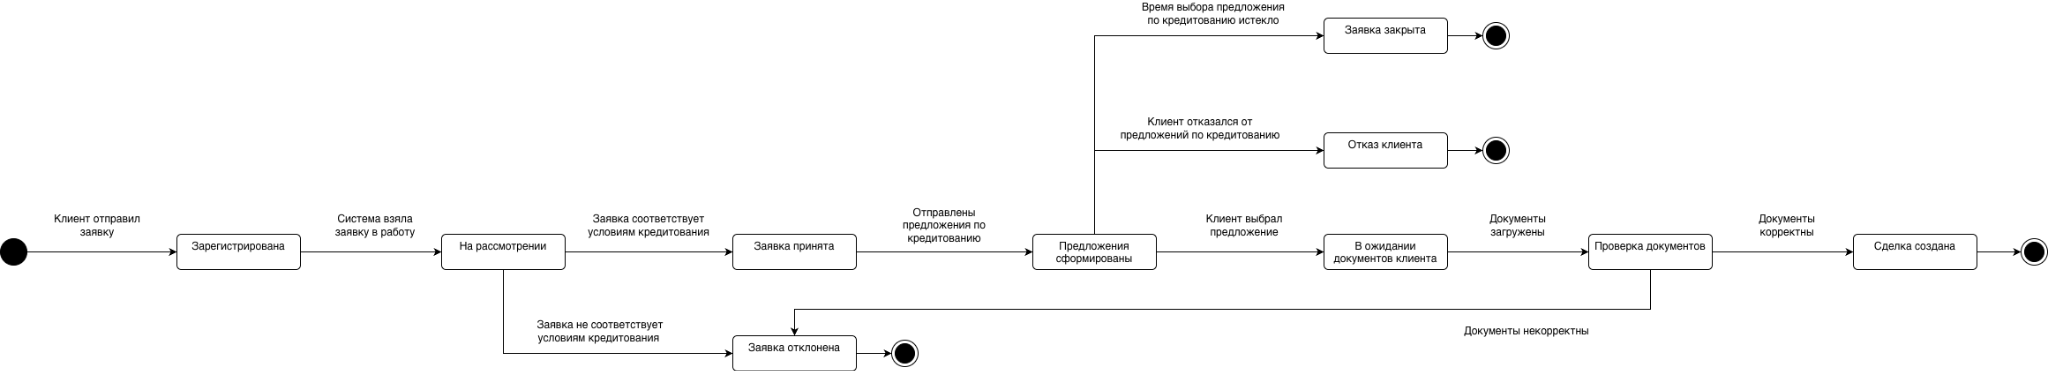 Время выбора предложения
по кредитованию истекло
Заявка закрыта
Клиент отказался от
предложений по кредитованию
Отказ клиента
Клиент отправил
заявку
Зарегистрирована
Система взяла
заявку в работу
На рассмотрении
Заявка соответствует
условиям кредитования
Заявка принята
Отправлены
предложения по
кредитованию
Предложения
сформированы
Клиент выбрал
предложение
В ожидании
документов клиента
Документы
загружены
Проверка документов
Документы
корректны
Сделка создана
Заявка не соответствует
условиям кредитования
Заявка отклонена
Документы некорректны